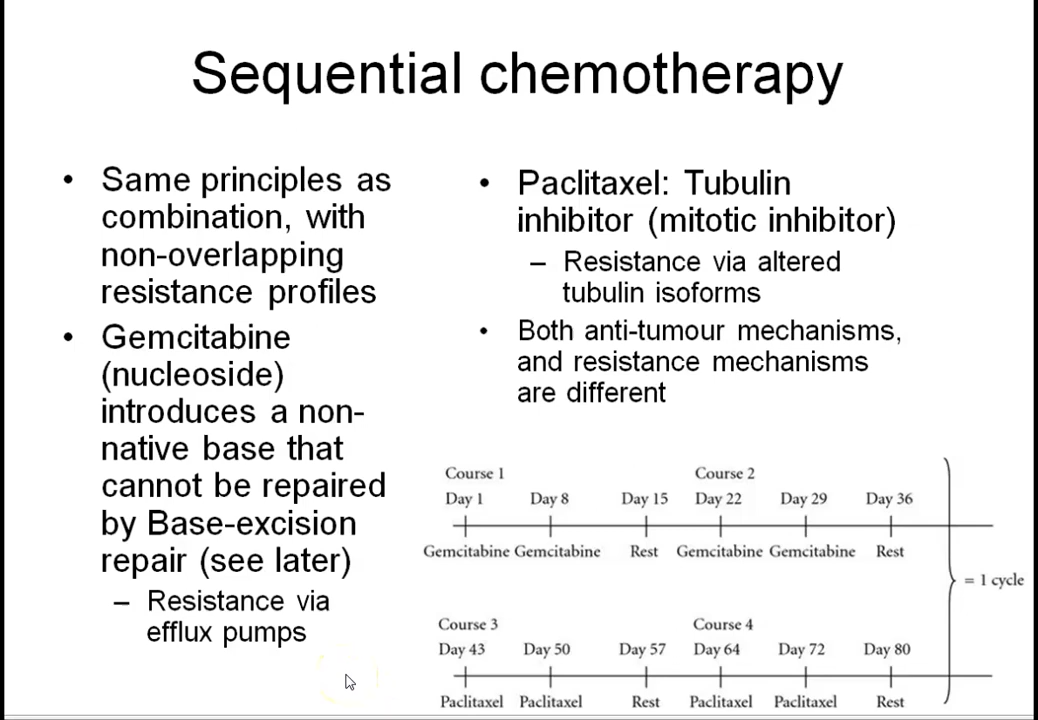 Sequential chemotherapy
• Same principles as
combination, with
non-overlapping
resistance profiles
• Gemcitabine
(nucleoside)
introduces a non-
native base that
cannot be repaired
by Base-excision
repair (see later)
– Resistance via
efflux pumps
• Paclitaxel: Tubulin
inhibitor (mitotic inhibitor)
– Resistance via altered
tubulin isoforms
• Both anti-tumour mechanisms,
and resistance mechanisms
are different
Course 1 Course 2
Day 1 Day 8 Day 15 Day 22 Day 29 Day 36
Gemcitabine Gemcitabine Rest Gemcitabine Gemcitabine Rest
= 1 cycle
Course 3 Course 4
Day 43 Day 50 Day 57 Day 64 Day 72 Day 80
Paclitaxel Paclitaxel Rest Paclitaxel Paclitaxel Rest